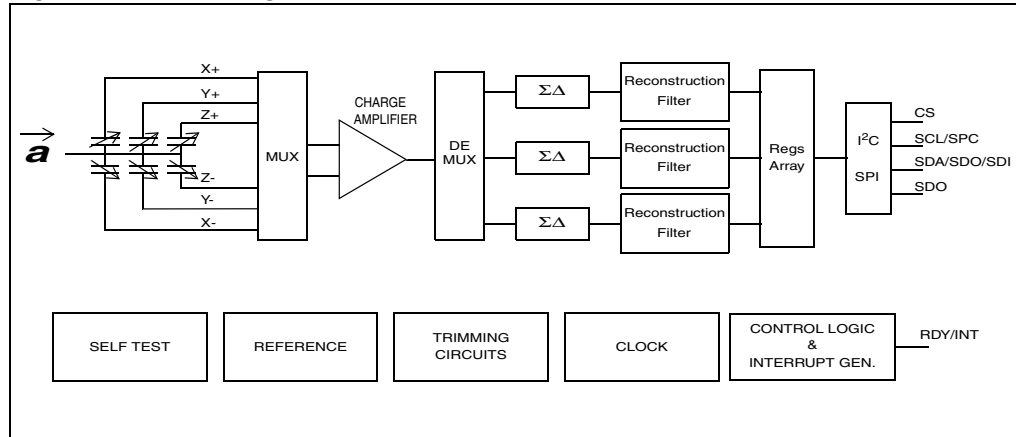 X+
Y+
Z+
a
Z-
Y-
X-
MUX
CHARGE
AMPLIFIER
DE
MUX
ΣΔ
ΣΔ
ΣΔ
Reconstruction
Filter
Reconstruction
Filter
Reconstruction
Filter
Regs
Array
I²C
SPI
CS
SCL/SPC
SDA/SDO/SDI
SDO
SELF TEST
REFERENCE
TRIMMING
CIRCUITS
CLOCK
CONTROL LOGIC
&
INTERRUPT GEN.
RDY/INT